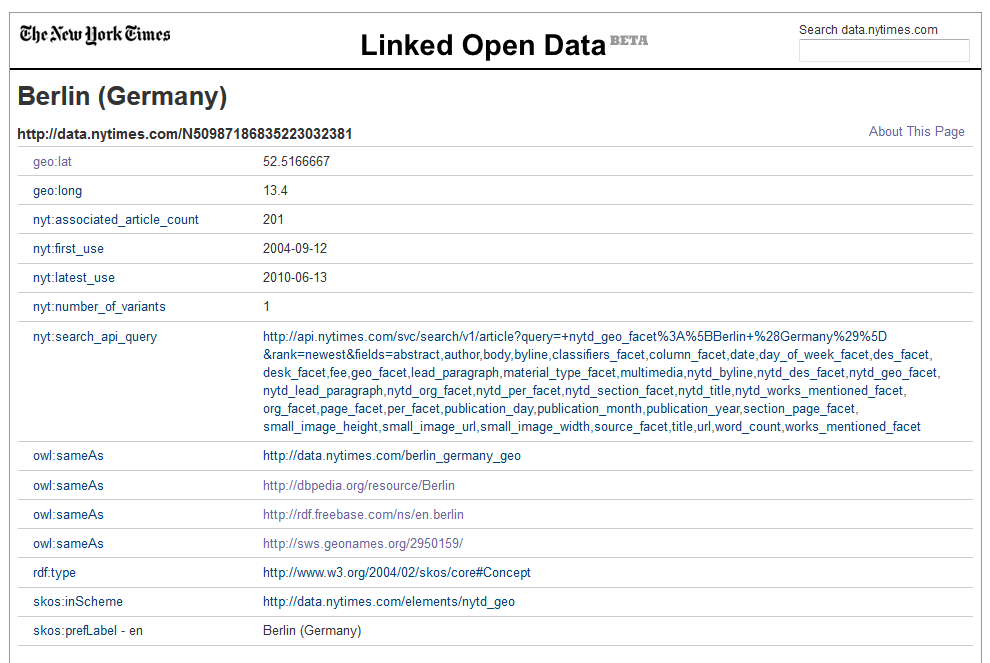 The New York Times
Linked Open Data BETA
Search data.nytimes.com
Berlin (Germany)
http://data.nytimes.com/N50987186835223032381
About This Page
geo:lat 52.5166667
geo:long 13.4
nyt:associated_article_count 201
nyt:first_use 2004-09-12
nyt:latest_use 2010-06-13
nyt:number_of_variants 1
nyt:search_api_query http://api.nytimes.com/svc/search/v1/article?query=+nytd_geo_facet%3A%5BBerlin+%28Germany%29%5D
&rank=newest&fields=abstract,author,body,byline,classifiers_facet,column_facet,date,day_of_week_facet,des_facet,
desk_facet,fee,geo_facet,lead_paragraph,material_type_facet,multimedia,nytd_byline,nytd_des_facet,nytd_geo_facet,
nytd_lead_paragraph,nytd_org_facet,nytd_per_facet,nytd_section_facet,nytd_title,nytd_works_mentioned_facet,
org_facet,page_facet,per_facet,publication_day,publication_month,publication_year,section_page_facet,
small_image_height,small_image_url,small_image_width,source_facet,title,url,word_count,works_mentioned_facet
owl:sameAs http://data.nytimes.com/berlin_germany_geo
owl:sameAs http://dbpedia.org/resource/Berlin
owl:sameAs http://rdf.freebase.com/ns/en.berlin
owl:sameAs http://sws.geonames.org/2950159/
rdf:type http://www.w3.org/2004/02/skos/core#Concept
skos:inScheme http://data.nytimes.com/elements/nytd_geo
skos:prefLabel - en Berlin (Germany)